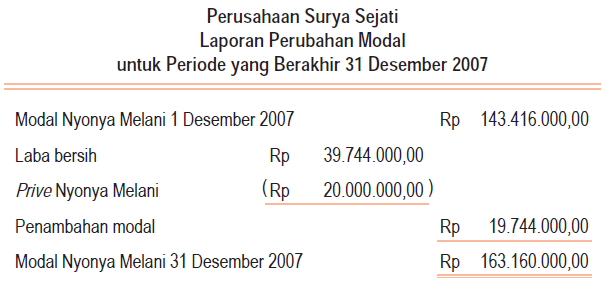 Perusahaan Surya Sejati
Laporan Perubahan Modal
untuk Periode yang Berakhir 31 Desember 2007
Modal Nyonya Melani 1 Desember 2007 Rp 143.416.000,00
Laba bersih Rp 39.744.000,00
Prive Nyonya Melani (Rp 20.000.000,00)
Penambahan modal Rp 19.744.000,00
Modal Nyonya Melani 31 Desember 2007 Rp 163.160.000,00